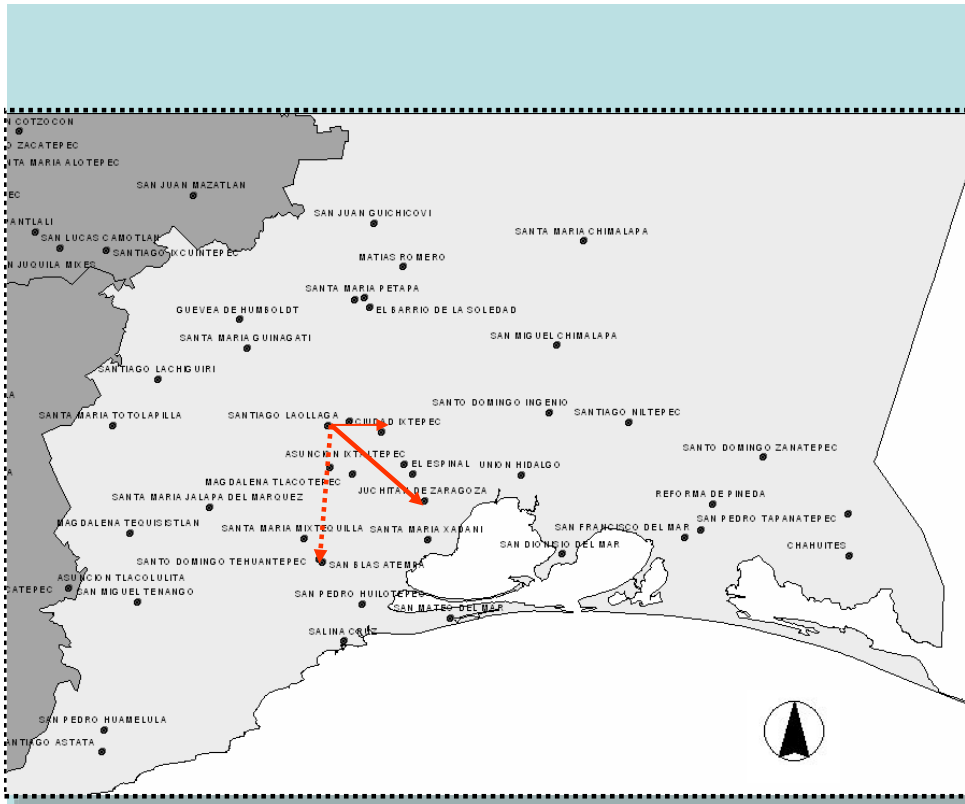 N COTZOCON
O ZACATEPEC
NTA MARIA ALOTEPEC
SAN JUAN MAZATLAN
EC
SAN JUAN GUICHICOVI
ANTLALI
SANTA MARIA CHIMALAPA
SAN LUCAS CAMOTLAN
SANTIAGO IXCUINTEPEC
MATIAS ROMERO
N JUQUILA MIXES
SANTA MARIA PETAPA
GUEVEA DE HUMBOLDT
EL BARRIO DE LA SOLEDAD
SANTA MARIA GUINAGATI
SAN MIGUEL CHIMALAPA
SANTIAGO LACHIGUIRI
SANTO DOMINGO INGENIO
SANTA MARIA TOTOLAPILLA
SANTIAGO LAOLLAGA
SANTIAGO NILTEPEC
CIUDAD IXTEPEC
SANTO DOMINGO ZANATEPEC
ASUNCION IXTALTEPEC
EL ESPINAL
UNION HIDALGO
MAGDALENA TLACOTEPEC
JUCHITAN DE ZARAGOZA
SANTA MARIA JALAPA DEL MARQUEZ
REFORMA DE PINEDA
MAGDALENA TEQUISISTLAN
SANTA MARIA MIXTEQUILLA
SANTA MARIA XADANI
SAN FRANCISCO DEL MAR
SAN PEDRO TAPANATEPEC
SAN DIONISIO DEL MAR
CHAHUITES
SANTO DOMINGO TEHUANTEPEC
SAN BLAS ATEMPA
ASUNCION TLACOLULITA
CATEPEC
SAN MIGUEL TENANGO
SAN PEDRO HUILOTEPEC
SAN MATEO DEL MAR
SALINA CRUZ
SAN PEDRO HUAMELULA
ANTIAGO ASTATA